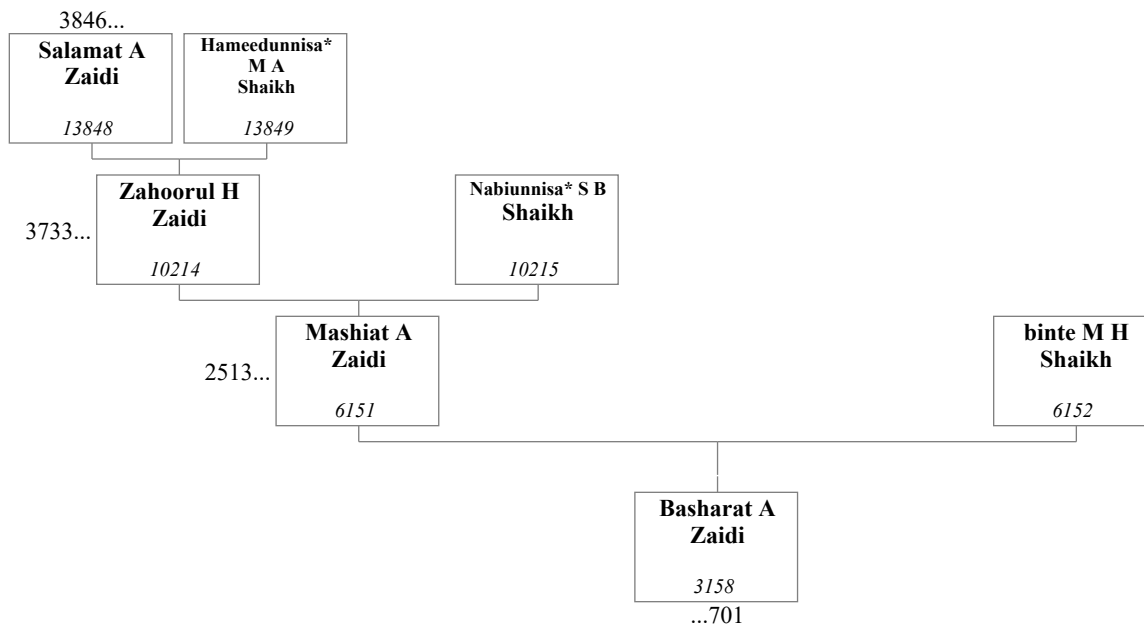 3846...
Salamat A
Zaidi
13848
Hameedunnisa*
M A
Shaikh
13849
3733...
Zahoorul H
Zaidi
10214
Nabiunnisa* S B
Shaikh
10215
2513...
Mashiat A
Zaidi
6151
binte M H
Shaikh
6152
Basharat A
Zaidi
3158
...701